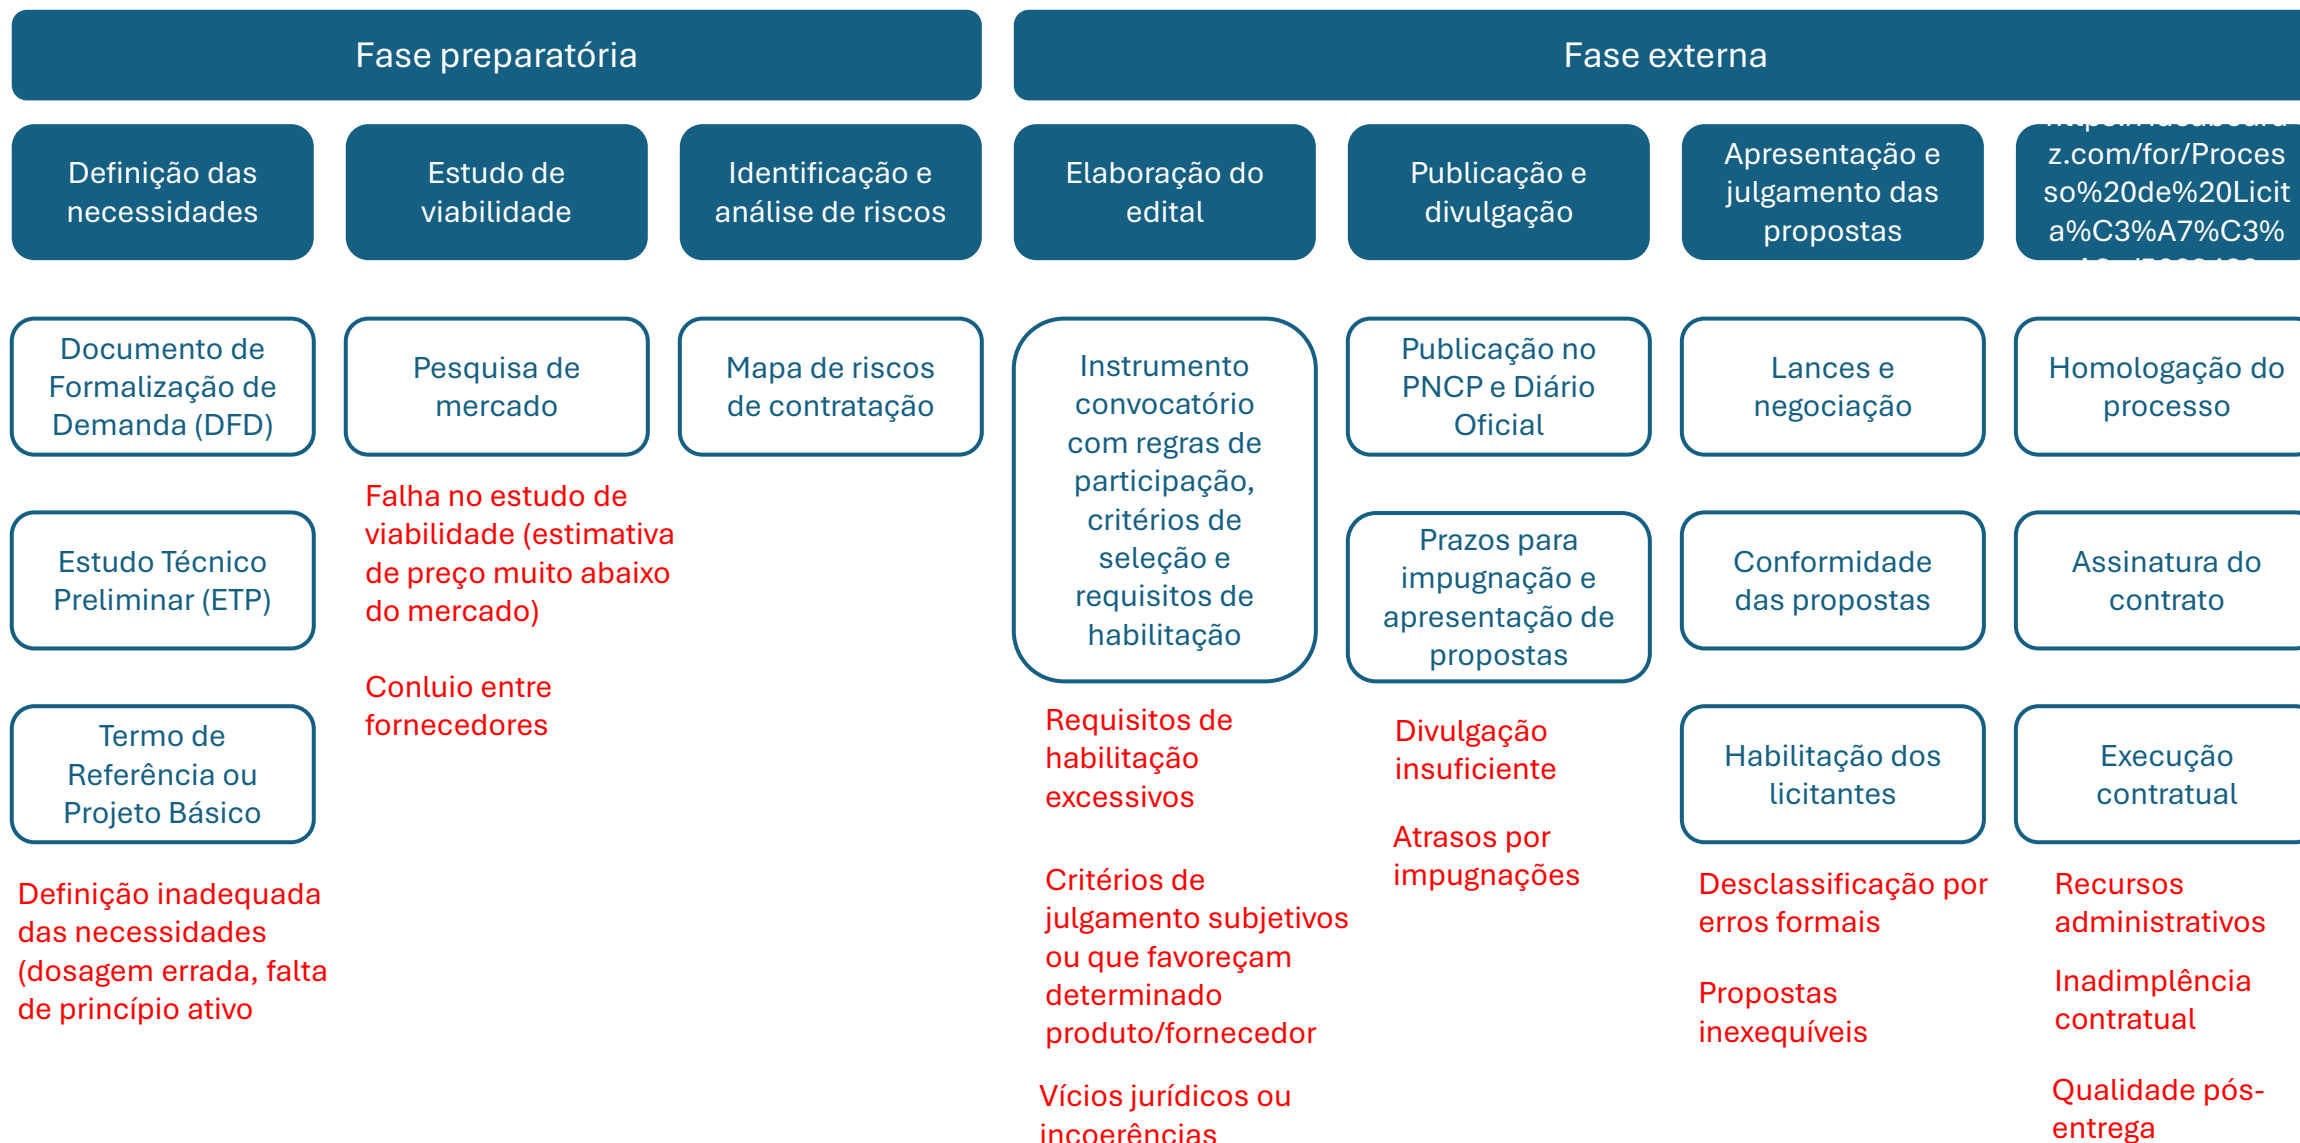 Fase preparatória
Fase externa
Definição das
necessidades
Estudo de
viabilidade
Identificação e
análise de riscos
Elaboração do
edital
Publicação e
divulgação
Apresentação e
julgamento das
propostas
z.com/for/Proces
so%20de%20Licit
a%C3%A7%C3%
Documento de
Formalização de
Demanda (DFD)
Estudo Técnico
Preliminar (ETP)
Termo de
Referência ou
Projeto Básico
Definição inadequada
das necessidades
(dosagem errada, falta
de princípio ativo
Pesquisa de
mercado
Falha no estudo de
viabilidade (estimativa
de preço muito abaixo
do mercado)
Conluio entre
fornecedores
Mapa de riscos
de contratação
Instrumento
convocatório
com regras de
participação,
critérios de
seleção e
requisitos de
habilitação
Requisitos de
habilitação
excessivos
Critérios de
julgamento subjetivos
ou que favoreçam
determinado
produto/fornecedor
Vícios jurídicos ou
incoerências
Publicação no
PNCP e Diário
Oficial
Prazos para
impugnação e
apresentação de
propostas
Divulgação
insuficiente
Atrasos por
impugnações
Lances e
negociação
Conformidade
das propostas
Habilitação dos
licitantes
Desclassificação por
erros formais
Propostas
inexequíveis
Homologação do
processo
Assinatura do
contrato
Execução
contratual
Recursos
administrativos
Inadimplência
contratual
Qualidade pós-
entrega